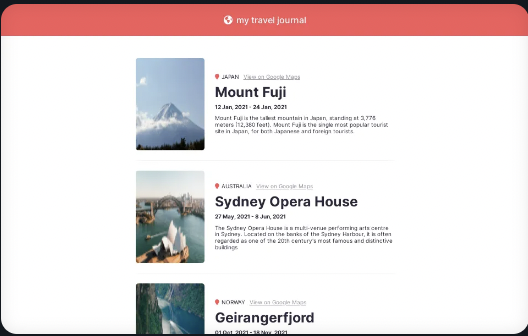 my travel journal
JAPAN View on Google Maps
Mount Fuji
12 Jan, 2021 - 24 Jan, 2021
Mount Fuji is the tallest mountain in Japan, standing at 3,776
meters (12,380 feet). Mount Fuji is the single most popular tourist
site in Japan, for both Japanese and foreign tourists.
AUSTRALIA View on Google Maps
Sydney Opera House
27 May, 2021 - 8 Jun, 2021
The Sydney Opera House is a multi-venue performing arts centre
in Sydney. Located on the banks of the Sydney Harbour, it is often
regarded as one of the 20th century's most famous and distinctive
buildings
NORWAY View on Google Maps
Geirangerfjord
01 Oct, 2021 - 18 Nov, 2021